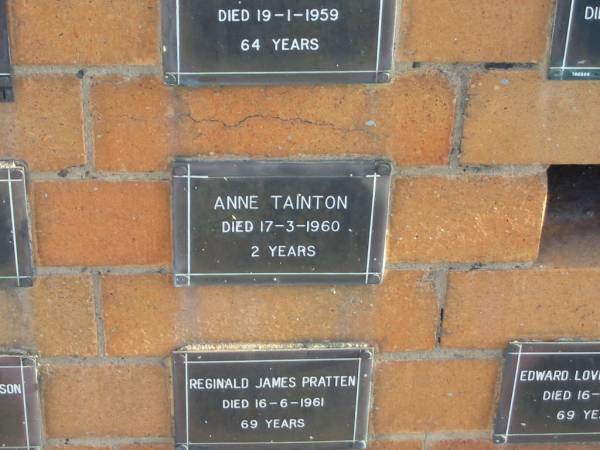 DIED 19-1-1959
64 YEARS
ANNE TAINTON
DIED 17-3-1960
2 YEARS
SON
REGINALD JAMES PRATTEN
DIED 16-6-1961
69 YEARS
EDWARD LOV
DIED 16-
69 YE